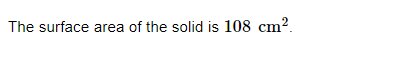 The surface area of the solid is 108 cm².